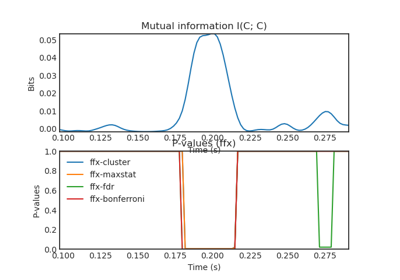 Mutual information I(C; C)
0.05
0.04
0.03
0.02
0.01
0.00
Bits
0.100 0.125 0.150 0.175 0.200 0.225 0.250 0.275
Time (s)
P-values (ffx)
1.0
0.8
0.6
0.4
0.2
0.0
P-values
ffx-cluster
ffx-maxstat
ffx-fdr
ffx-bonferroni
0.100 0.125 0.150 0.175 0.200 0.225 0.250 0.275
Time (s)